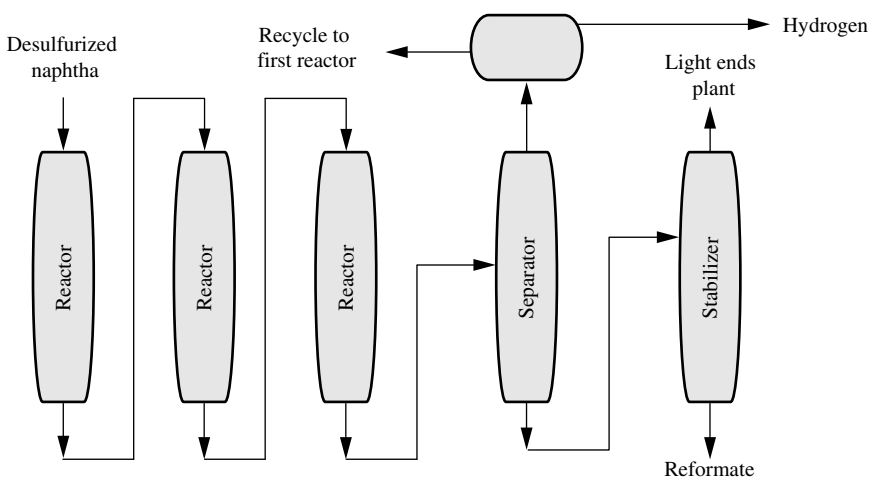 Desulfurized
naphtha
Recycle to
first reactor
Hydrogen
Light ends
plant
Reactor
Reactor
Reactor
Separator
Stabilizer
Reformate